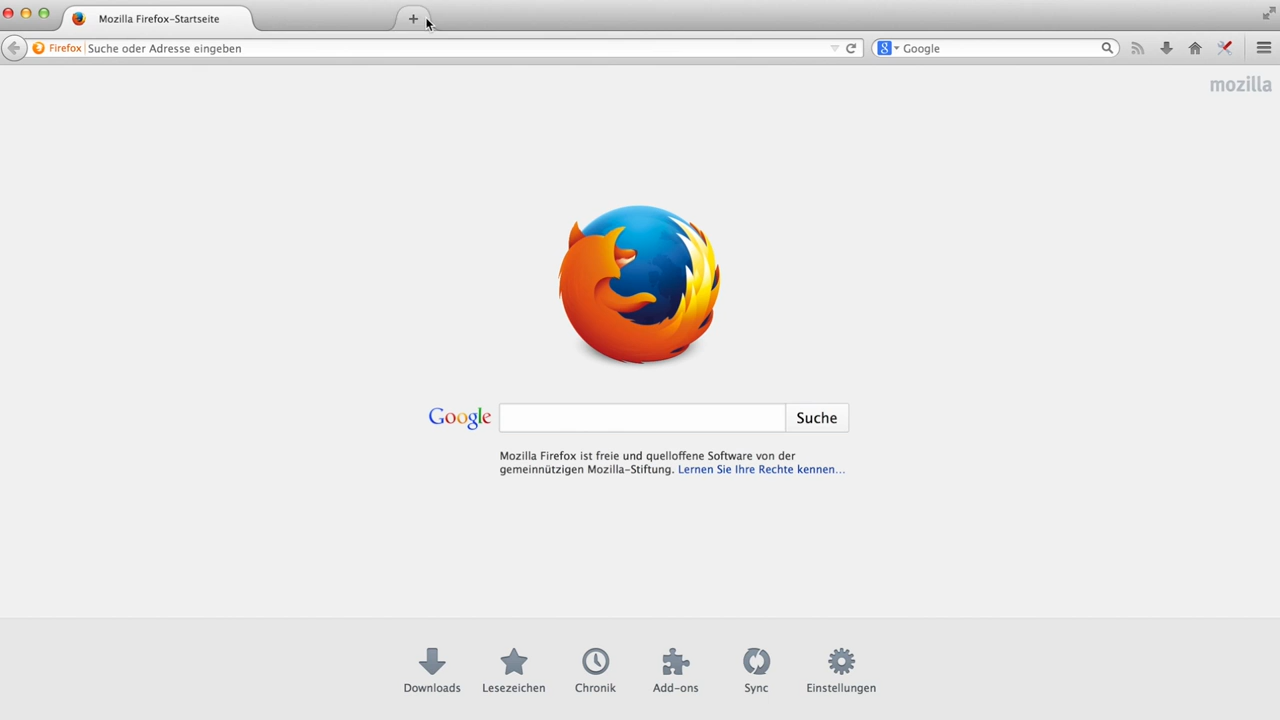 Mozilla Firefox-Startseite
Firefox Suche oder Adresse eingeben
Google
mozilla
Google Suche
Mozilla Firefox ist freie und quelloffene Software von der
gemeinnützigen Mozilla-Stiftung. Lernen Sie Ihre Rechte kennen...
Downloads Lesezeichen Chronik Add-ons Sync Einstellungen